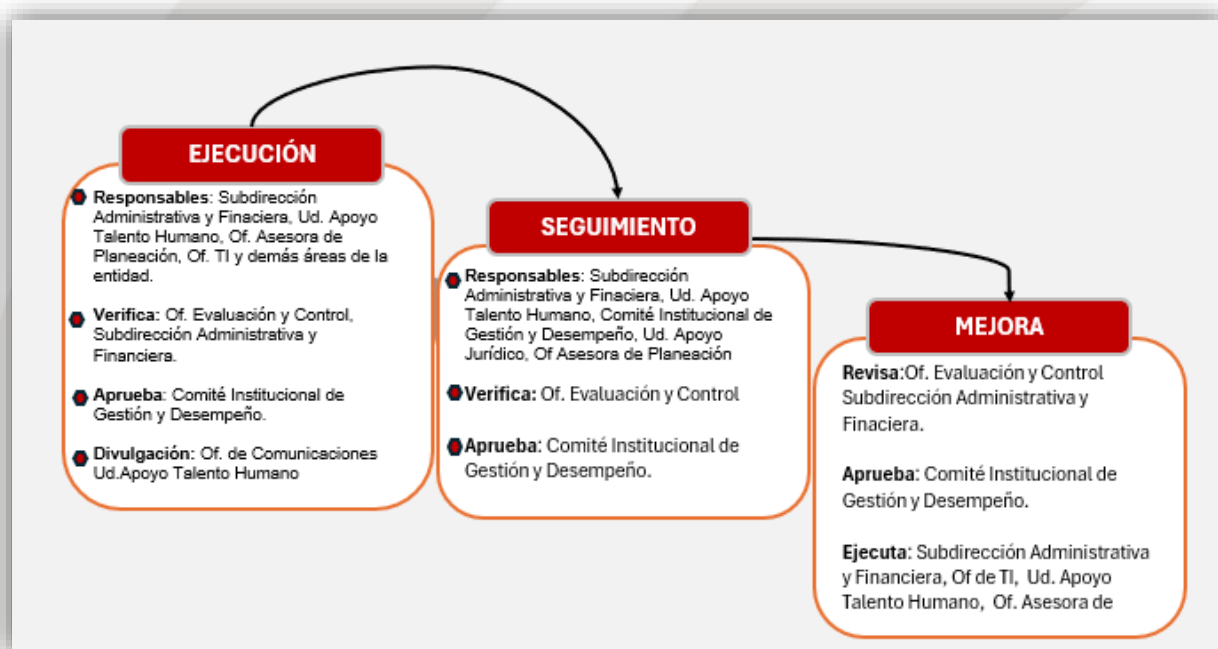 EJECUCIÓN
Responsables: Subdirección
Administrativa y Finaciera, Ud. Apoyo
Talento Humano, Of. Asesora de
Planeación, Of. TI y demás áreas de la
entidad.
Verifica: Of. Evaluación y Control,
Subdirección Administrativa y
Financiera.
Aprueba: Comité Institucional de
Gestión y Desempeño.
Divulgación: Of. de Comunicaciones
Ud.Apoyo Talento Humano
SEGUIMIENTO
Responsables: Subdirección
Administrativa y Finaciera, Ud. Apoyo
Talento Humano, Comité Institucional de
Gestión y Desempeño, Ud. Apoyo
Jurídico, Of Asesora de Planeación
Verifica: Of. Evaluación y Control
Aprueba: Comité Institucional de
Gestión y Desempeño.
MEJORA
Revisa:Of. Evaluación y Control
Subdirección Administrativa y
Finaciera.
Aprueba: Comité Institucional de
Gestión y Desempeño.
Ejecuta: Subdirección Administrativa
y Financiera, Of de TI, Ud. Apoyo
Talento Humano, Of. Asesora de